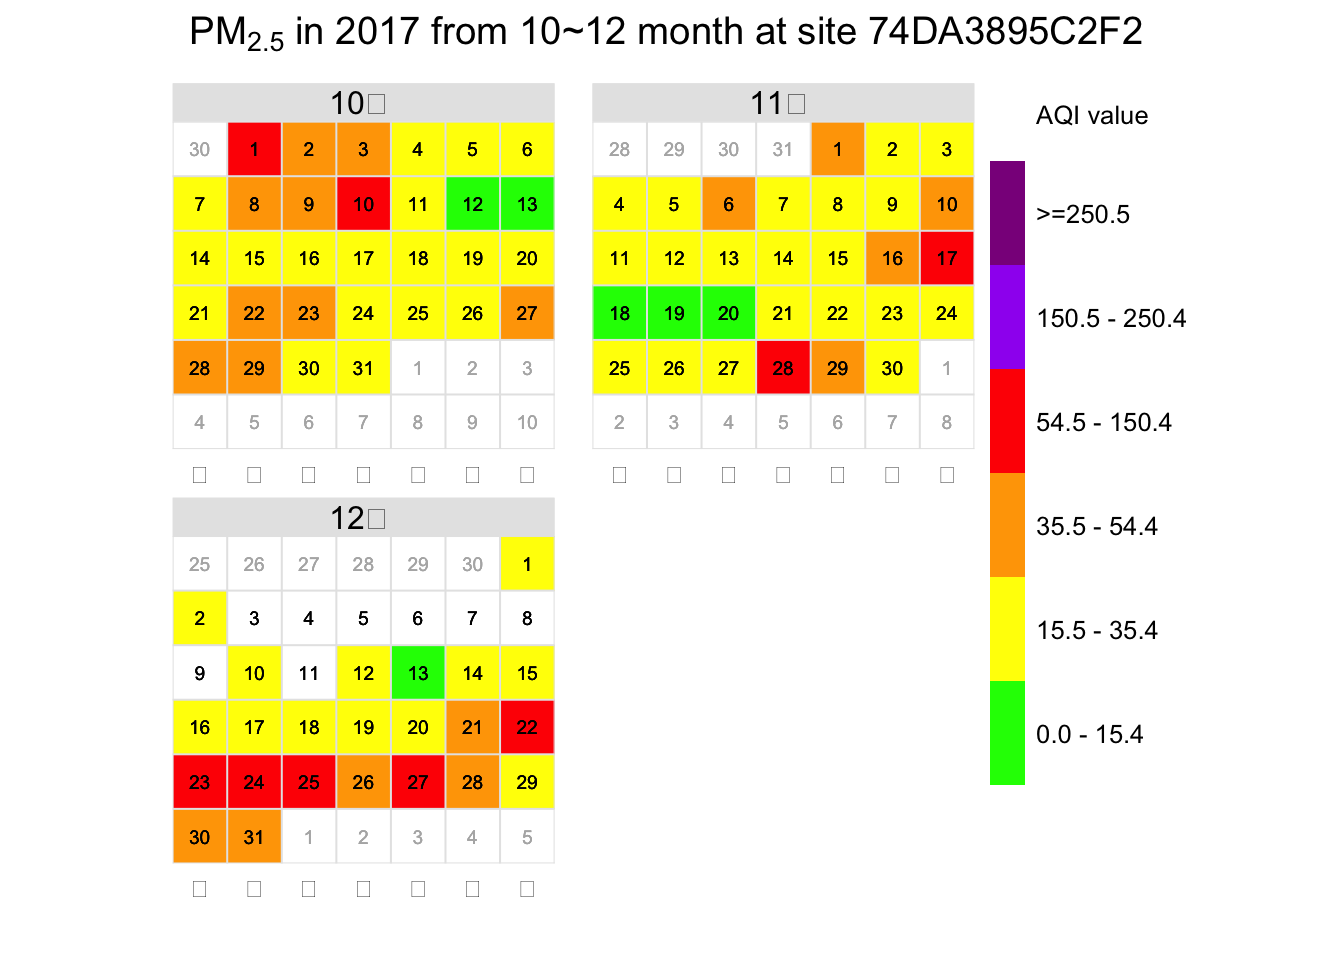 PM2.5 in 2017 from 10~12 month at site 74DA3895C2F2
10□
30 1 2 3 4 5 6
7 8 9 10 11 12 13
14 15 16 17 18 19 20
21 22 23 24 25 26 27
28 29 30 31 1 2 3
4 5 6 7 8 9 10
□ □ □ □ □ □ □
11□
28 29 30 31 1 2 3
4 5 6 7 8 9 10
11 12 13 14 15 16 17
18 19 20 21 22 23 24
25 26 27 28 29 30 1
2 3 4 5 6 7 8
□ □ □ □ □ □ □
12□
25 26 27 28 29 30 1
2 3 4 5 6 7 8
9 10 11 12 13 14 15
16 17 18 19 20 21 22
23 24 25 26 27 28 29
30 31 1 2 3 4 5
□ □ □ □ □ □ □
AQI value
>=250.5
150.5 - 250.4
54.5 - 150.4
35.5 - 54.4
15.5 - 35.4
0.0 - 15.4